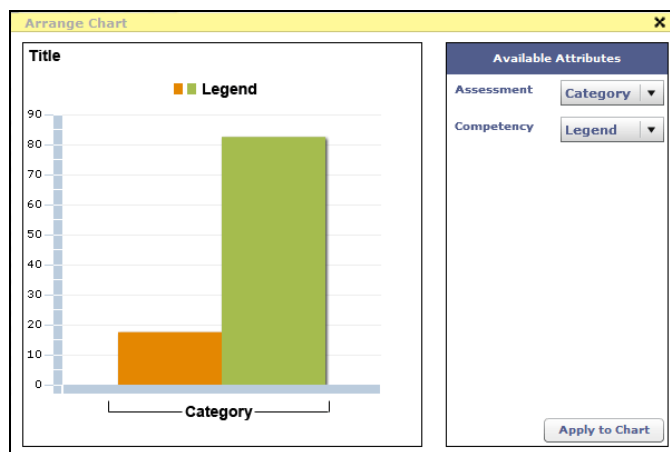 Arrange Chart
Title
Legend
90
80
70
60
50
40
30
20
10
0
Category
Available Attributes
Assessment Category
Competency Legend
Apply to Chart